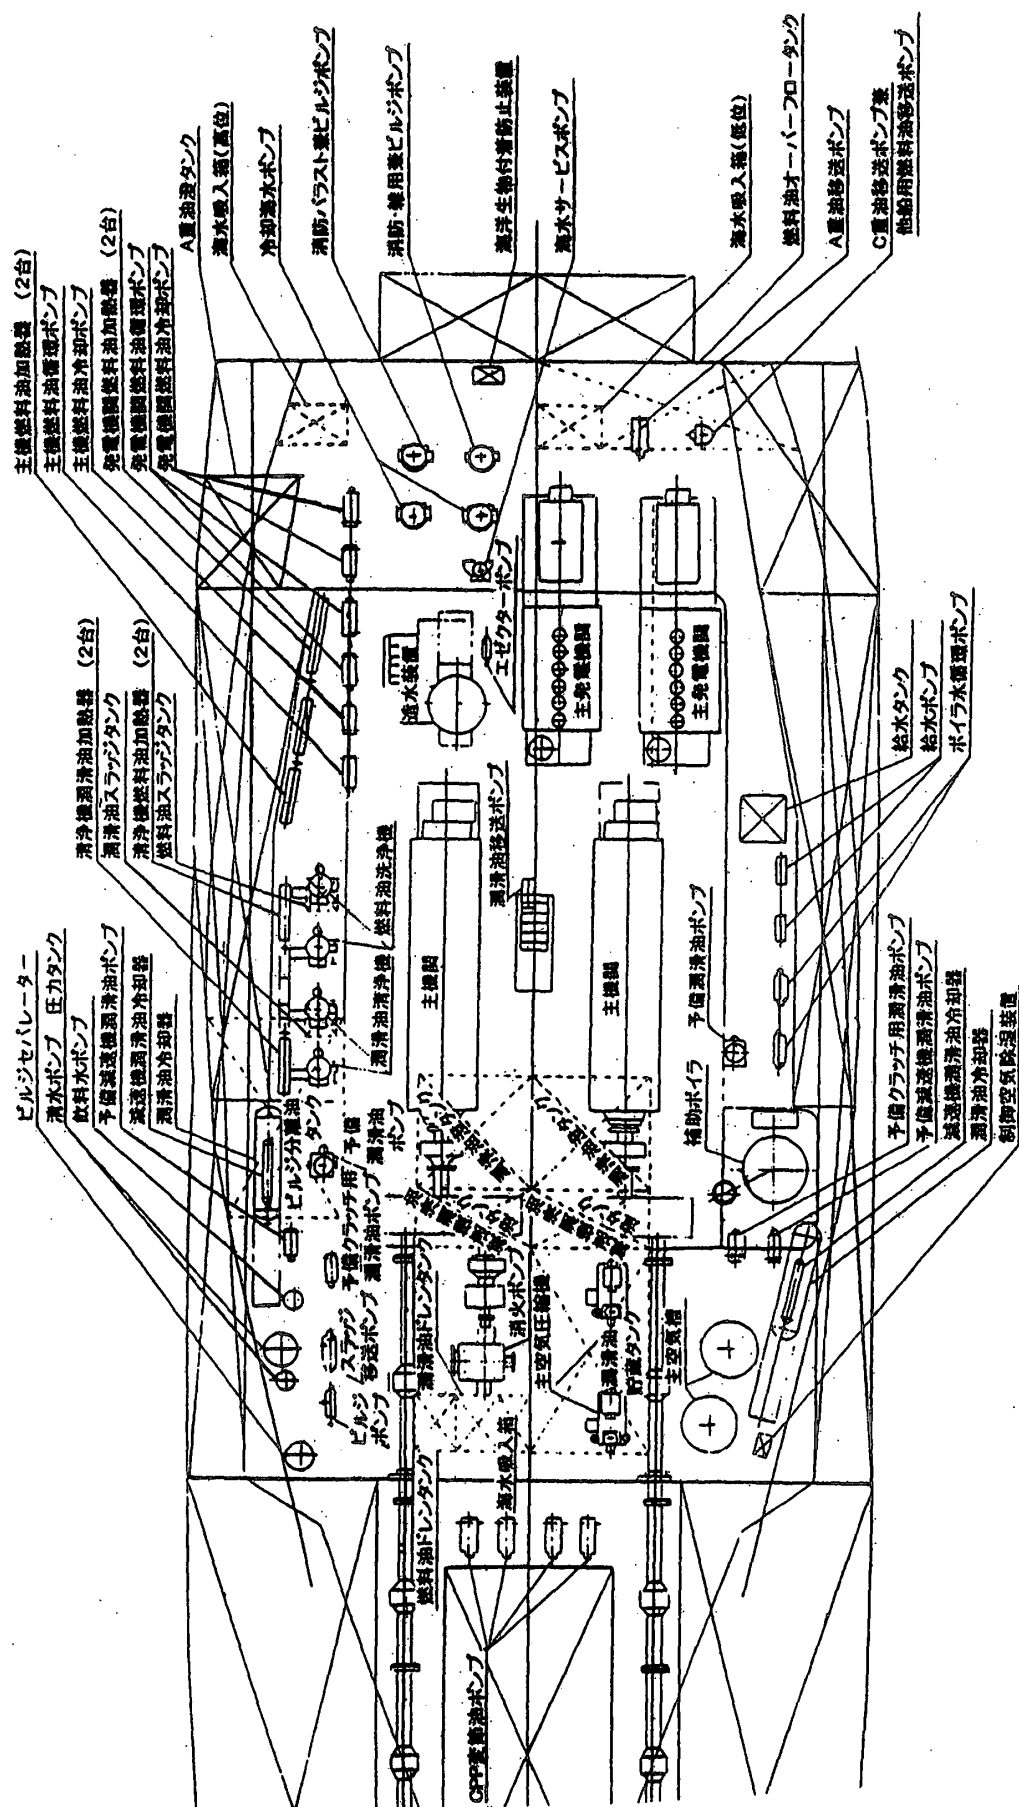 主機燃料油加熱器 (2台)
主機燃料油循環ポンプ
主機燃料油冷却ポンプ
発電機関燃料油加熱器 (2台)
発電機関燃料油循環ポンプ
発電機関燃料油冷却ポンプ
A重油澄タンク
海水吸入箱(高位)
冷却海水ポンプ
消防バラスト兼ビルジポンプ
消防・雑用兼ビルジポンプ
海洋生物付着防止装置
海水サービスポンプ
海水吸入箱(低位)
燃料油オーバーフロータンク
A重油移送ポンプ
C重油移送ポンプ兼
他船用燃料油移送ポンプ
清浄機潤滑油加熱器 (2台)
潤滑油スラッジタンク
清浄機燃料油加熱器 (2台)
燃料油スラッジタンク
造水装置
エゼクターポンプ
主発電機関
主発電機関
給水タンク
給水ポンプ
ボイラ水循環ポンプ
ビルジセパレーター
清水ポンプ 圧力タンク
飲料水ポンプ
予備減速機潤滑油ポンプ
減速機潤滑油冷却器
潤滑油冷却器
燃料油洗浄機
潤滑油清浄機
主機関
潤滑油移送ポンプ
主機関
予備潤滑油ポンプ
補助ボイラ
予備クラッチ用潤滑油ポンプ
予備減速機潤滑油ポンプ
減速機潤滑油冷却器
潤滑油冷却器
制御空気除湿装置
ビルジ分離油
タンク
予備
潤滑油
ポンプ
予備クラッチ用
潤滑油ポンプ
スラッジ
移送ポンプ
ビルジ
ポンプ
潤滑油ドレンタンク
消火ポンプ
主空気圧縮機
潤滑油
貯蔵タンク
主空気槽
燃料油ドレンタンク
海水吸入箱
CPP変節油ポンプ